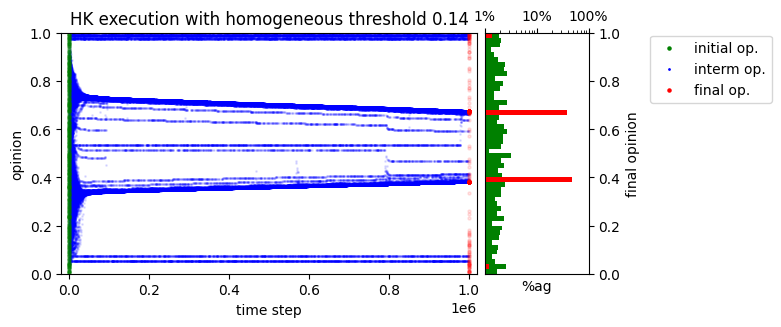 HK execution with homogeneous threshold 0.14
1% 10% 100%
initial op.
interm op.
final op.
1.0 1.0
0.8 0.8
0.6 0.6
0.4 0.4
0.2 0.2
0.0 0.0
opinion
final opinion
0.0 0.2 0.4 0.6 0.8 1.0
1e6
time step
%ag